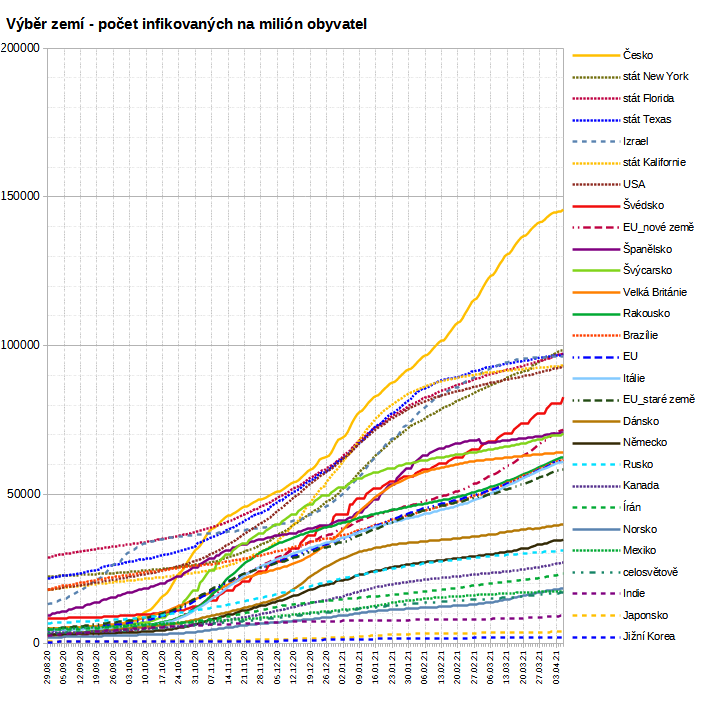 Výběr zemí - počet infikovaných na milión obyvatel
200000
150000
100000
50000
0
Česko
stát New York
stát Florida
stát Texas
Izrael
stát Kalifornie
USA
Švédsko
EU_nové země
Španělsko
Švýcarsko
Velká Británie
Rakousko
Brazílie
EU
Itálie
EU_staré země
Dánsko
Německo
Rusko
Kanada
Írán
Norsko
Mexiko
celosvětově
Indie
Japonsko
Jižní Korea
29.08.20
05.09.20
12.09.20
19.09.20
26.09.20
03.10.20
10.10.20
17.10.20
24.10.20
31.10.20
07.11.20
14.11.20
21.11.20
28.11.20
05.12.20
12.12.20
19.12.20
26.12.20
02.01.21
09.01.21
16.01.21
23.01.21
30.01.21
06.02.21
13.02.21
20.02.21
27.02.21
06.03.21
13.03.21
20.03.21
27.03.21
03.04.21